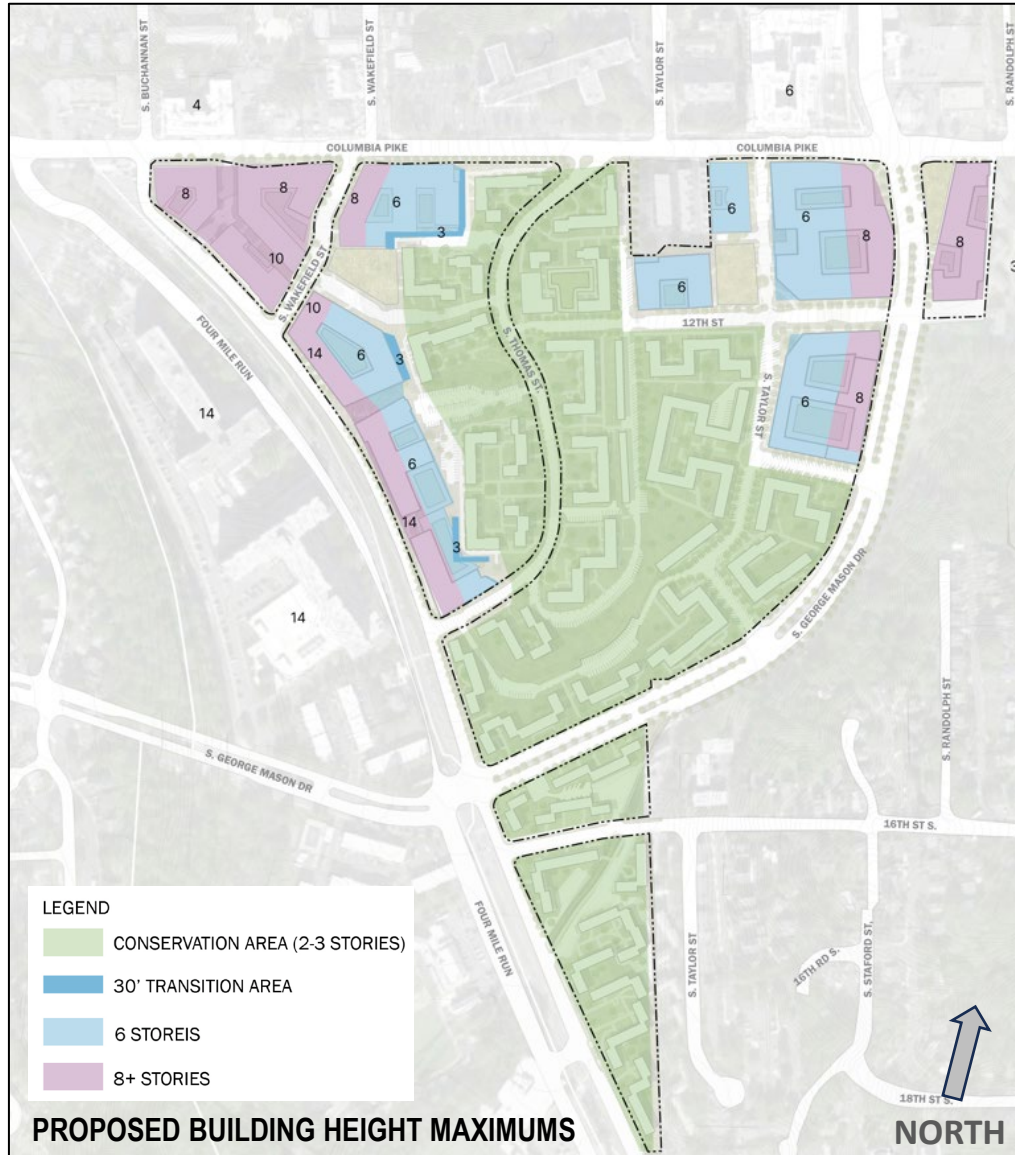 S. BUCHANNAN ST
S. WAKEFIELD ST
S. TAYLOR ST
S. RANDOLPH ST
4
6
COLUMBIA PIKE
COLUMBIA PIKE
8
8
10
8
6
3
6
6
8
8
6
S. WAKEFIELD ST
10
14
6
3
12TH ST
FOUR MILE RUN
S. THOMAS ST.
S. TAYLOR ST
6
8
14
6
14
3
14
S. GEORGE MASON DR
S. GEORGE MASON DR
S. RANDOLPH ST
16TH ST S.
FOUR MILE RUN
S. TAYLOR ST
16TH RD S.
S. STAFORD ST,
18TH ST S.
LEGEND
CONSERVATION AREA (2-3 STORIES)
30' TRANSITION AREA
6 STOREIS
8+ STORIES
PROPOSED BUILDING HEIGHT MAXIMUMS
NORTH